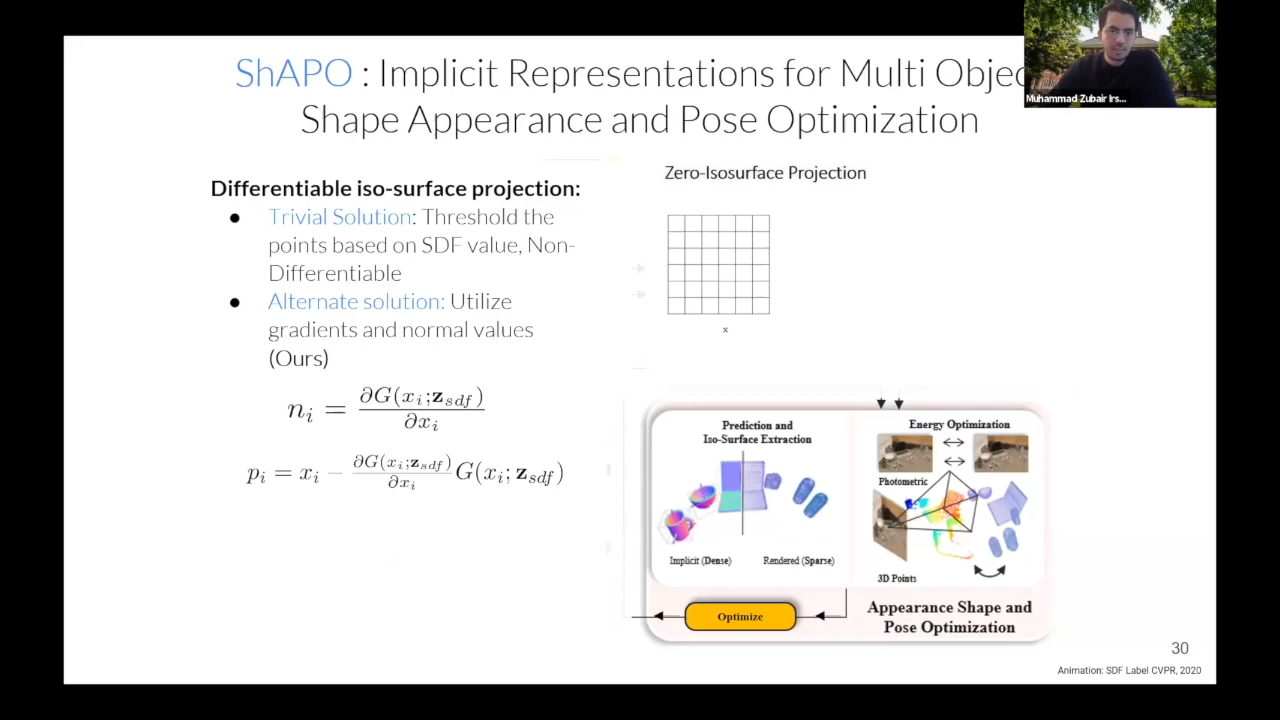 ShAPO : Implicit Representations for Multi Objec
Shape Appearance and Pose Optimization
Muhammad Zubair Irs...
Differentiable iso-surface projection:
● Trivial Solution: Threshold the
points based on SDF value, Non-
Differentiable
● Alternate solution: Utilize
gradients and normal values
(Ours)
n_i = ∂G(x_i;z_sdf) / ∂x_i
p_i = x_i − ∂G(x_i;z_sdf) / ∂x_i G(x_i; z_sdf)
Zero-Isosurface Projection
x
Prediction and
Iso-Surface Extraction
Implicit (Dense)
Rendered (Sparse)
Energy Optimization
Photometric
3D Points
Optimize
Appearance Shape and
Pose Optimization
30
Animation: SDF Label CVPR, 2020